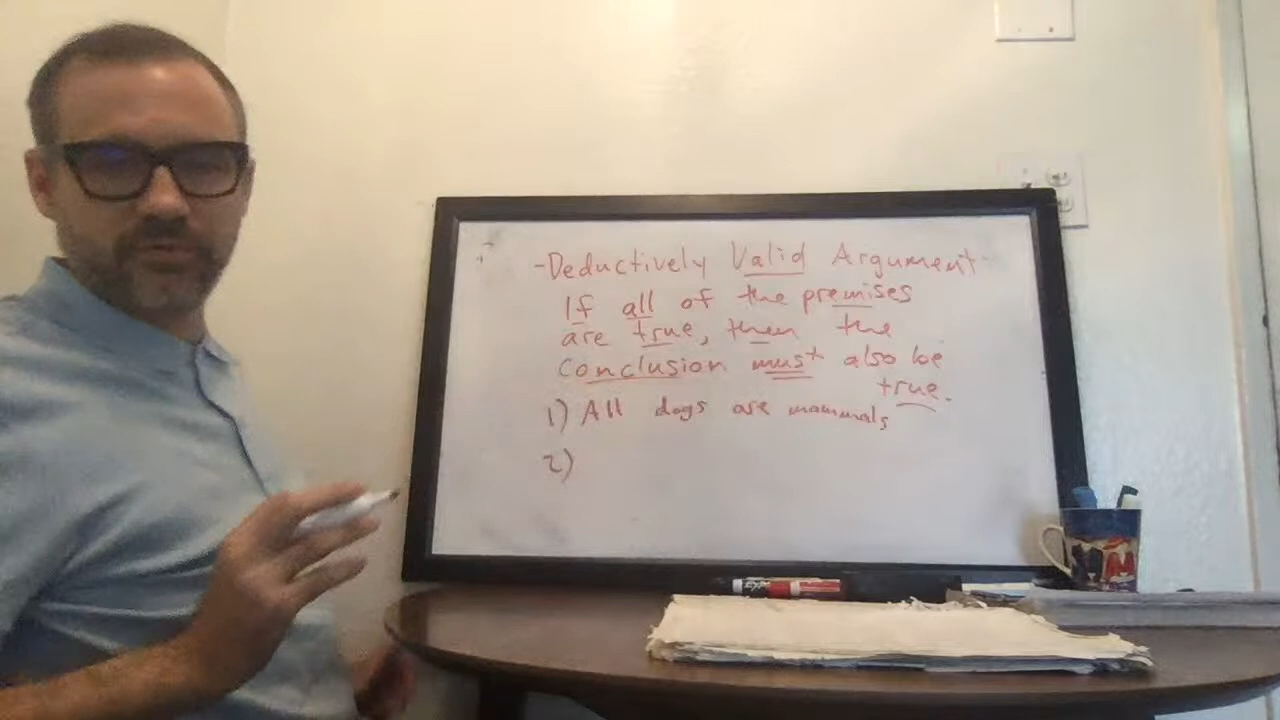 -Deductively Valid Argument-
If all of the premises
are true, then the
conclusion must also be
true.
1) All dogs are mammals
2)
EXPO